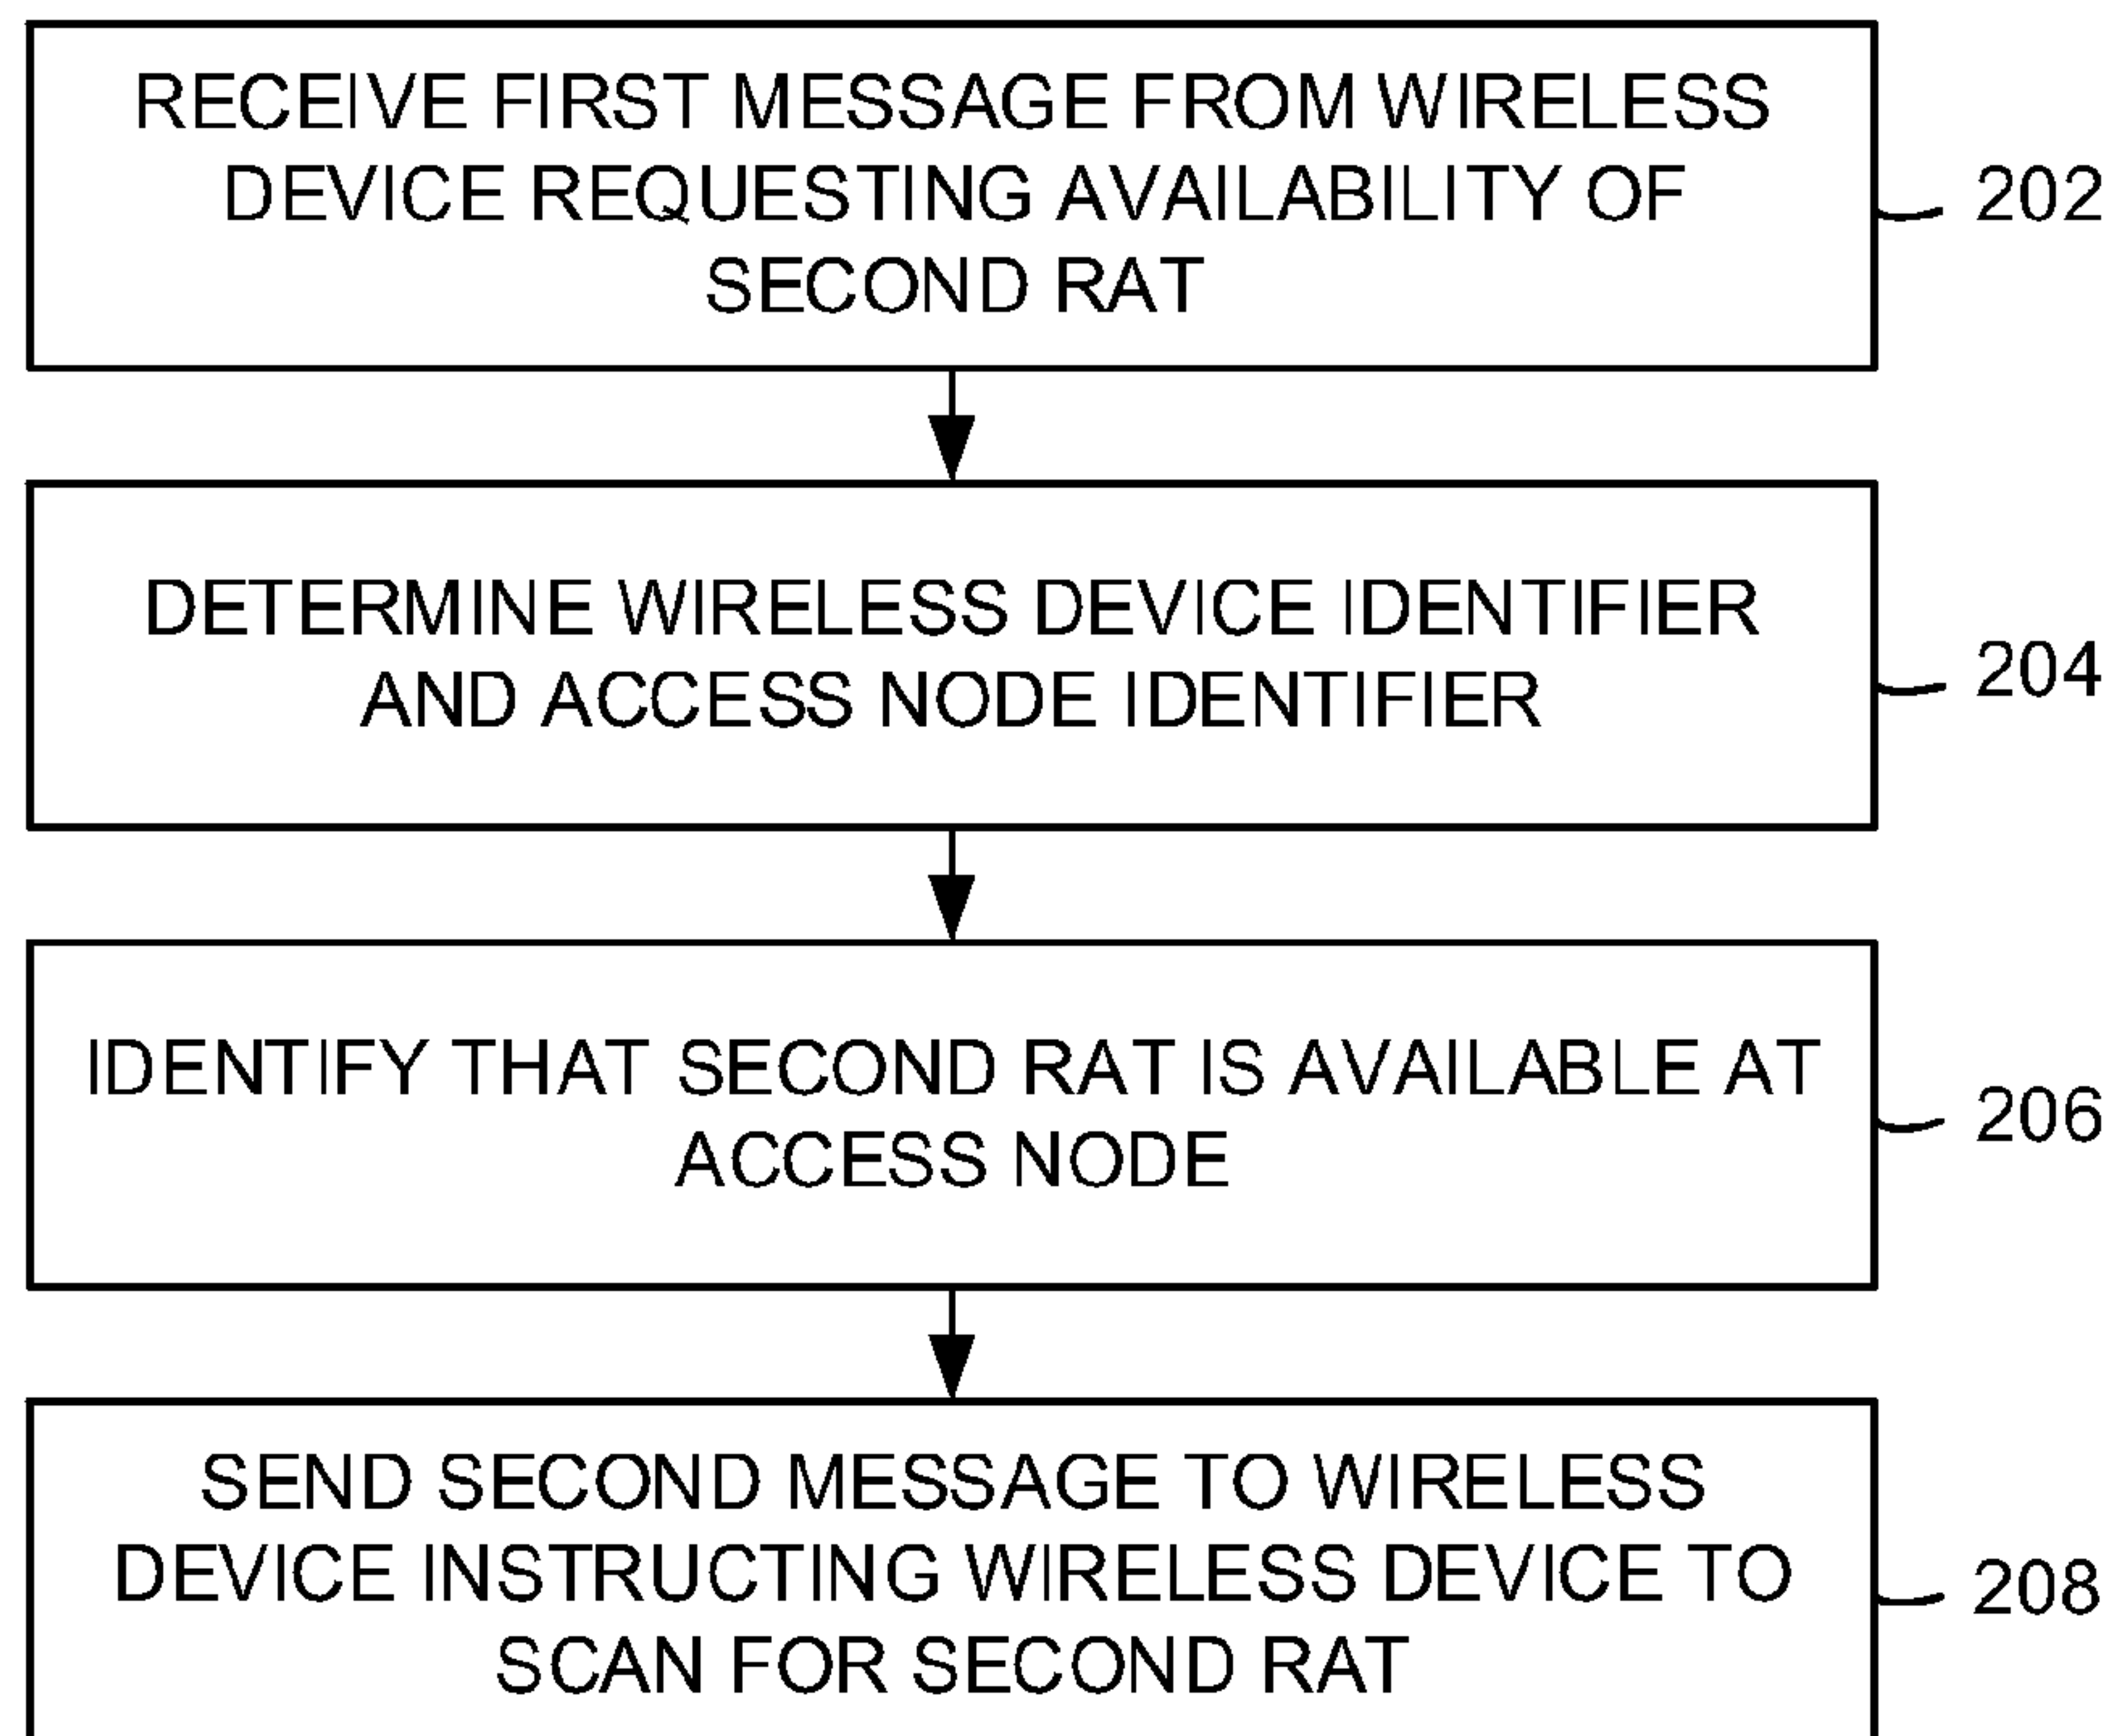 RECEIVE FIRST MESSAGE FROM WIRELESS
DEVICE REQUESTING AVAILABILITY OF
SECOND RAT
202
DETERMINE WIRELESS DEVICE IDENTIFIER
AND ACCESS NODE IDENTIFIER
204
IDENTIFY THAT SECOND RAT IS AVAILABLE AT
ACCESS NODE
206
SEND SECOND MESSAGE TO WIRELESS
DEVICE INSTRUCTING WIRELESS DEVICE TO
SCAN FOR SECOND RAT
208